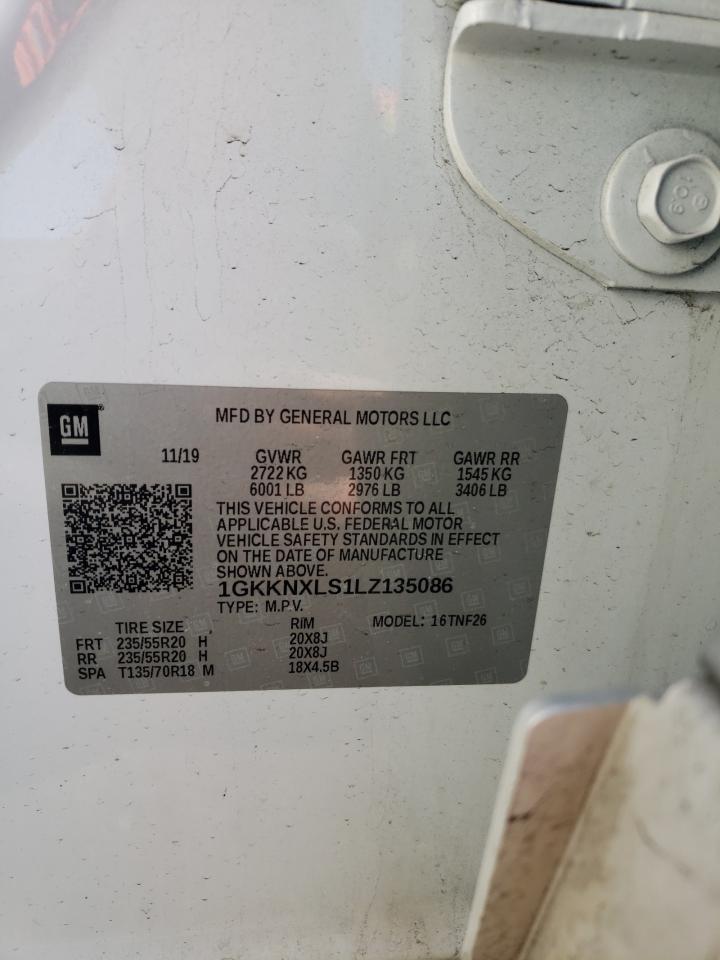 GM
MFD BY GENERAL MOTORS LLC
11/19 GVWR GAWR FRT GAWR RR
2722 KG 1350 KG 1545 KG
6001 LB 2976 LB 3406 LB
THIS VEHICLE CONFORMS TO ALL
APPLICABLE U.S. FEDERAL MOTOR
VEHICLE SAFETY STANDARDS IN EFFECT
ON THE DATE OF MANUFACTURE
SHOWN ABOVE.
1GKKNXLS1LZ135086
TYPE: M.P.V.
TIRE SIZE RIM MODEL: 16TNF26
FRT 235/55R20 H 20X8J
RR 235/55R20 H 20X8J
SPA T135/70R18 M 18X4.5B